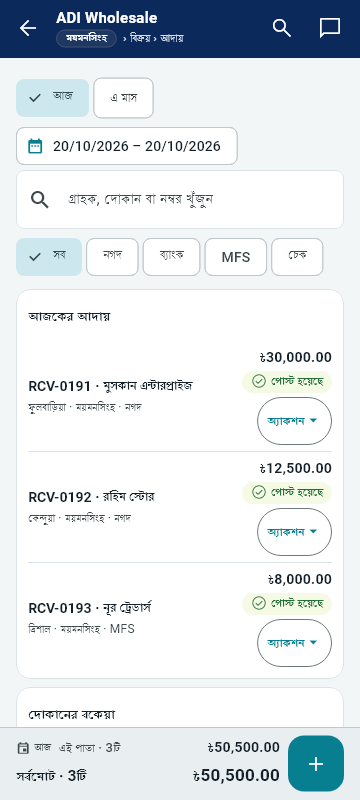 ADI Wholesale
ময়মনসিংহ › বিক্রয় › আদায়
আজ
এ মাস
20/10/2026 – 20/10/2026
গ্রাহক, দোকান বা নম্বর খুঁজুন
সব
নগদ
ব্যাংক
MFS
চেক
আজকের আদায়
৳30,000.00
RCV-0191 · মুসকান এন্টারপ্রাইজ
পোস্ট হয়েছে
ফুলবাড়িয়া · ময়মনসিংহ · নগদ
অ্যাকশন
৳12,500.00
RCV-0192 · রহিম স্টোর
পোস্ট হয়েছে
কেন্দুয়া · ময়মনসিংহ · নগদ
অ্যাকশন
৳8,000.00
RCV-0193 · নূর ট্রেডার্স
পোস্ট হয়েছে
ত্রিশাল · ময়মনসিংহ · MFS
অ্যাকশন
দোকানের বকেয়া
আজ এই পাতা · 3টি ৳50,500.00
সর্বমোট · 3টি ৳50,500.00